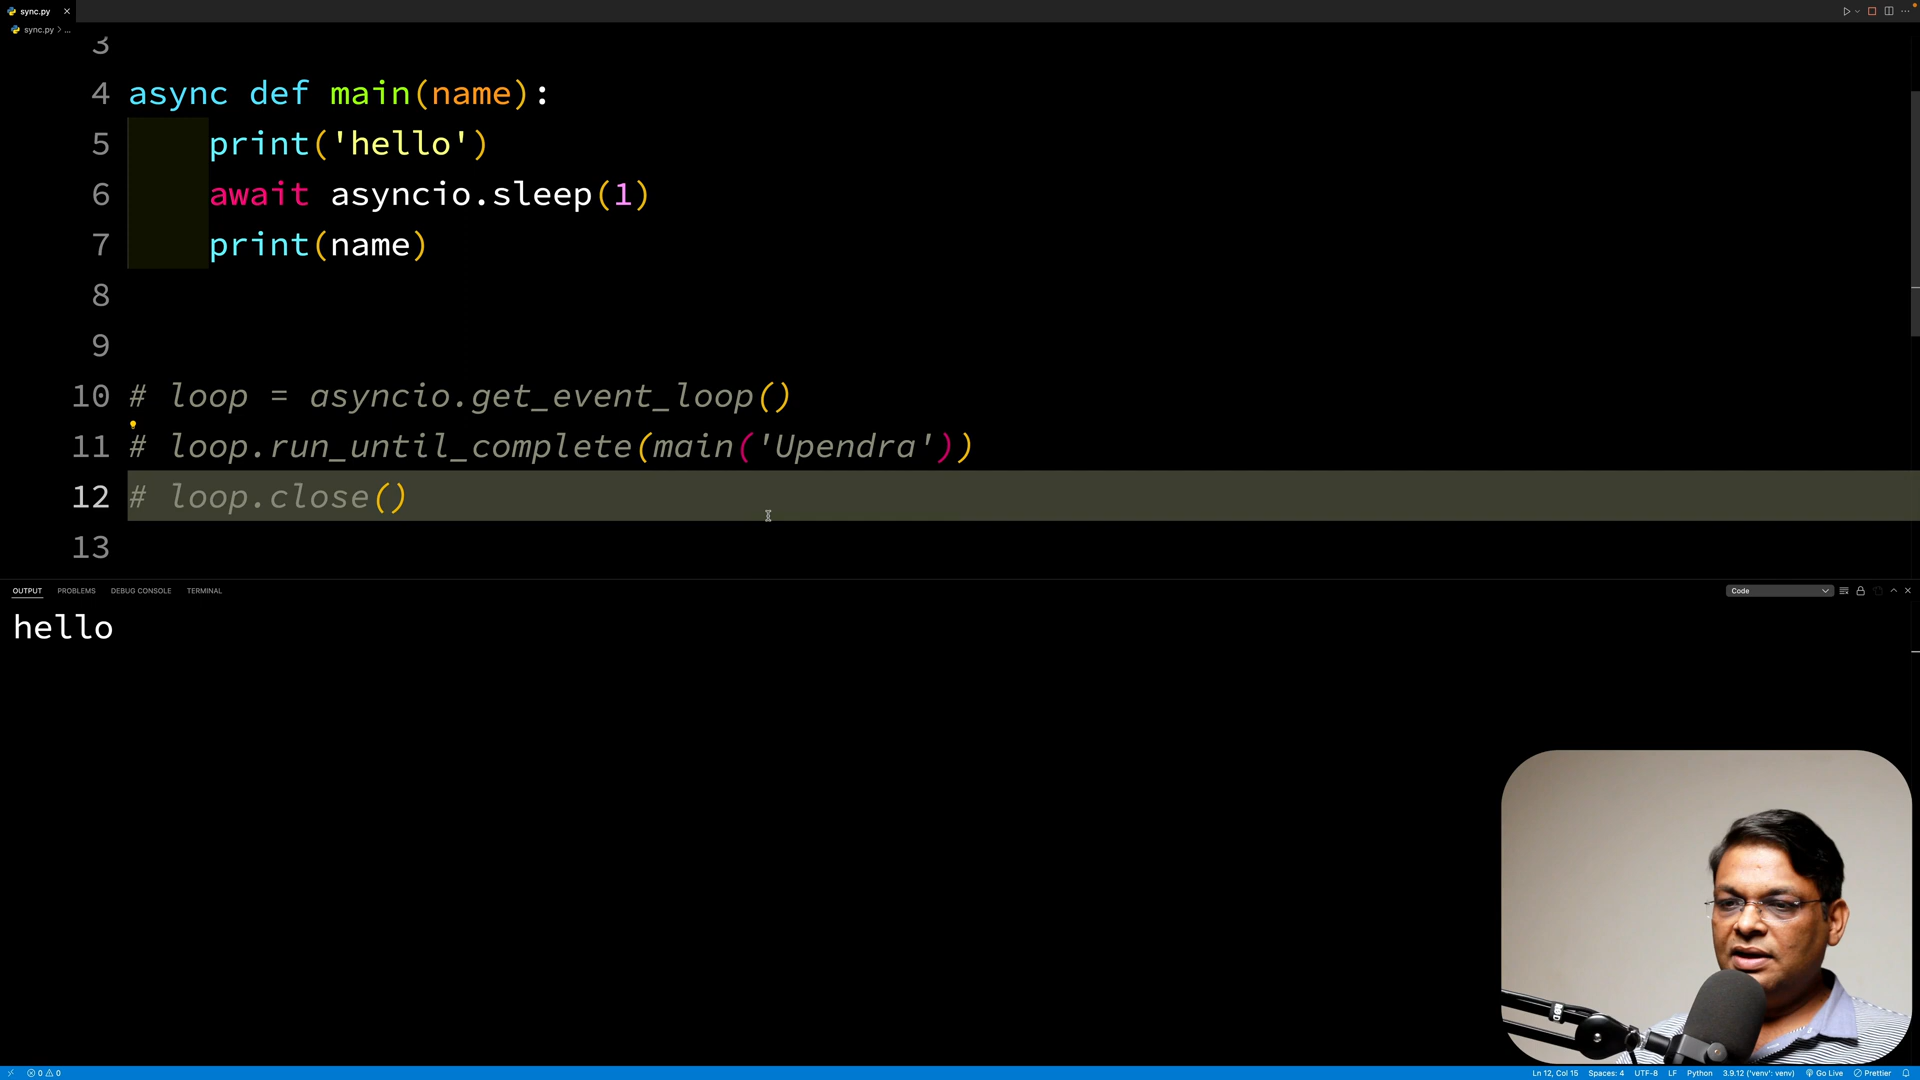 sync.py
sync.py > ...
3
4 async def main(name):
5     print('hello')
6     await asyncio.sleep(1)
7     print(name)
8
9
10 # loop = asyncio.get_event_loop()
11 # loop.run_until_complete(main('Upendra'))
12 # loop.close()
13
OUTPUT PROBLEMS DEBUG CONSOLE TERMINAL Code
hello
0 0 Ln 12, Col 15 Spaces: 4 UTF-8 LF Python 3.9.12 ('venv': venv) Go Live Prettier